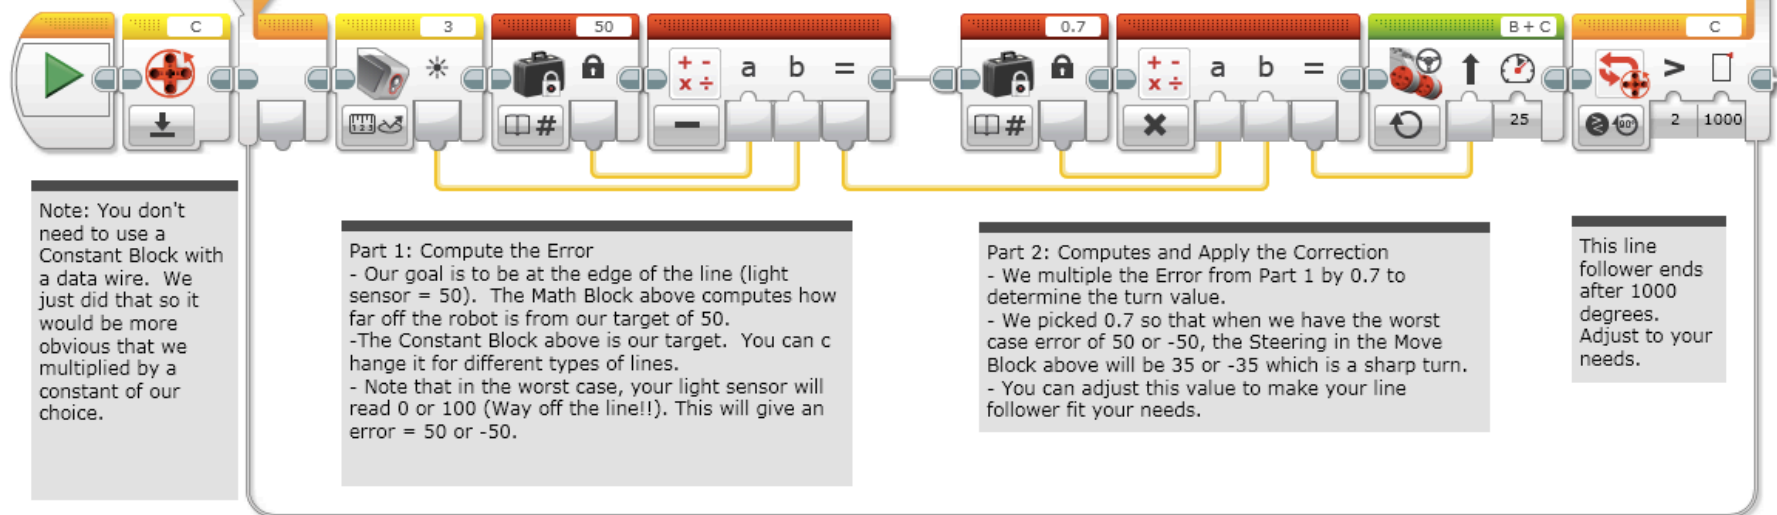 C
3
50
a b =
0.7
a b =
B + C
C
#
#
25
2 1000
Note: You don't
need to use a
Constant Block with
a data wire. We
just did that so it
would be more
obvious that we
multiplied by a
constant of our
choice.
Part 1: Compute the Error
- Our goal is to be at the edge of the line (light
sensor = 50). The Math Block above computes how
far off the robot is from our target of 50.
-The Constant Block above is our target. You can c
hange it for different types of lines.
- Note that in the worst case, your light sensor will
read 0 or 100 (Way off the line!!). This will give an
error = 50 or -50.
Part 2: Computes and Apply the Correction
- We multiple the Error from Part 1 by 0.7 to
determine the turn value.
- We picked 0.7 so that when we have the worst
case error of 50 or -50, the Steering in the Move
Block above will be 35 or -35 which is a sharp turn.
- You can adjust this value to make your line
follower fit your needs.
This line
follower ends
after 1000
degrees.
Adjust to your
needs.